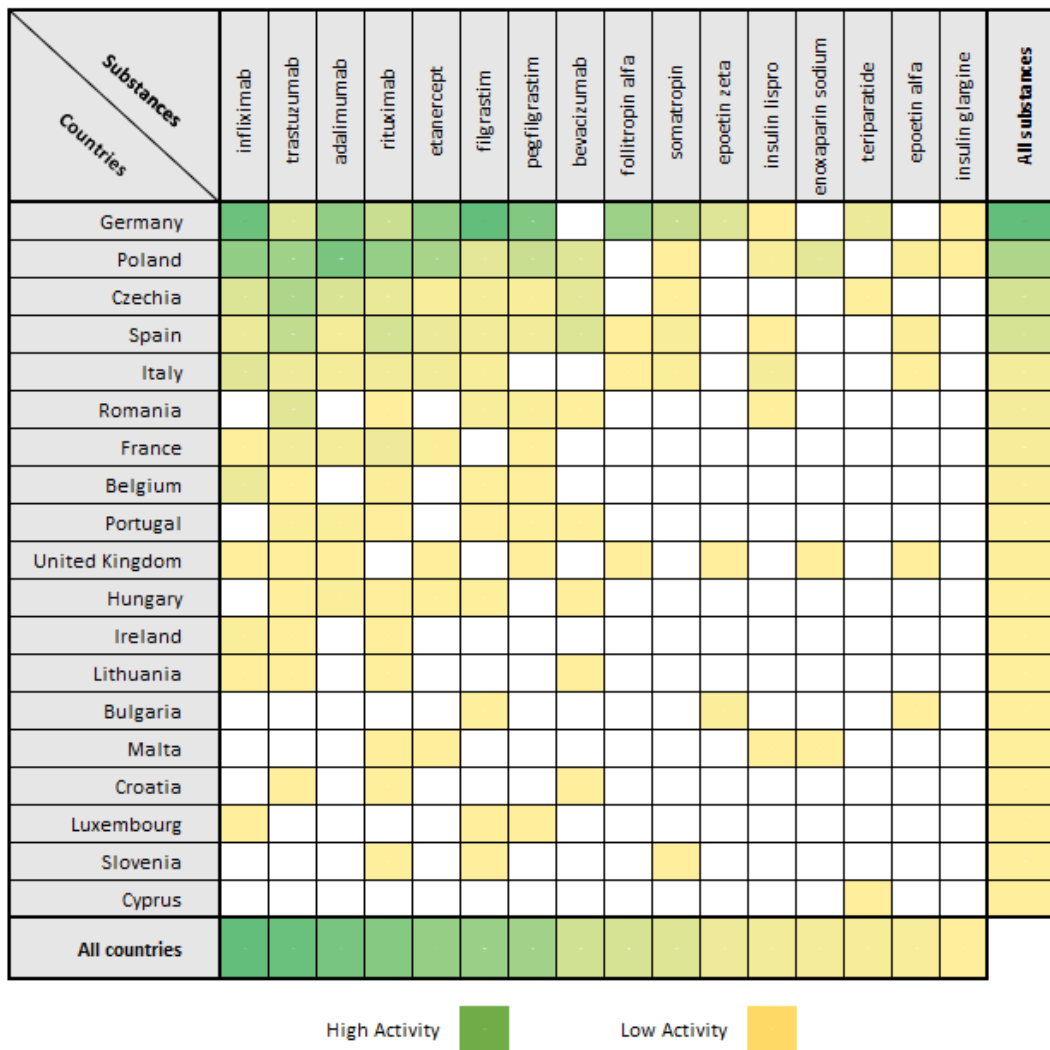 Substances
Countries
infliximab
trastuzumab
adalimumab
rituximab
etanercept
filgrastim
pegfilgrastim
bevacizumab
follitropin alfa
somatropin
epoetin zeta
insulin lispro
enoxaparin sodium
teriparatide
epoetin alfa
insulin glargine
All substances
Germany
Poland
Czechia
Spain
Italy
Romania
France
Belgium
Portugal
United Kingdom
Hungary
Ireland
Lithuania
Bulgaria
Malta
Croatia
Luxembourg
Slovenia
Cyprus
All countries
High Activity
Low Activity